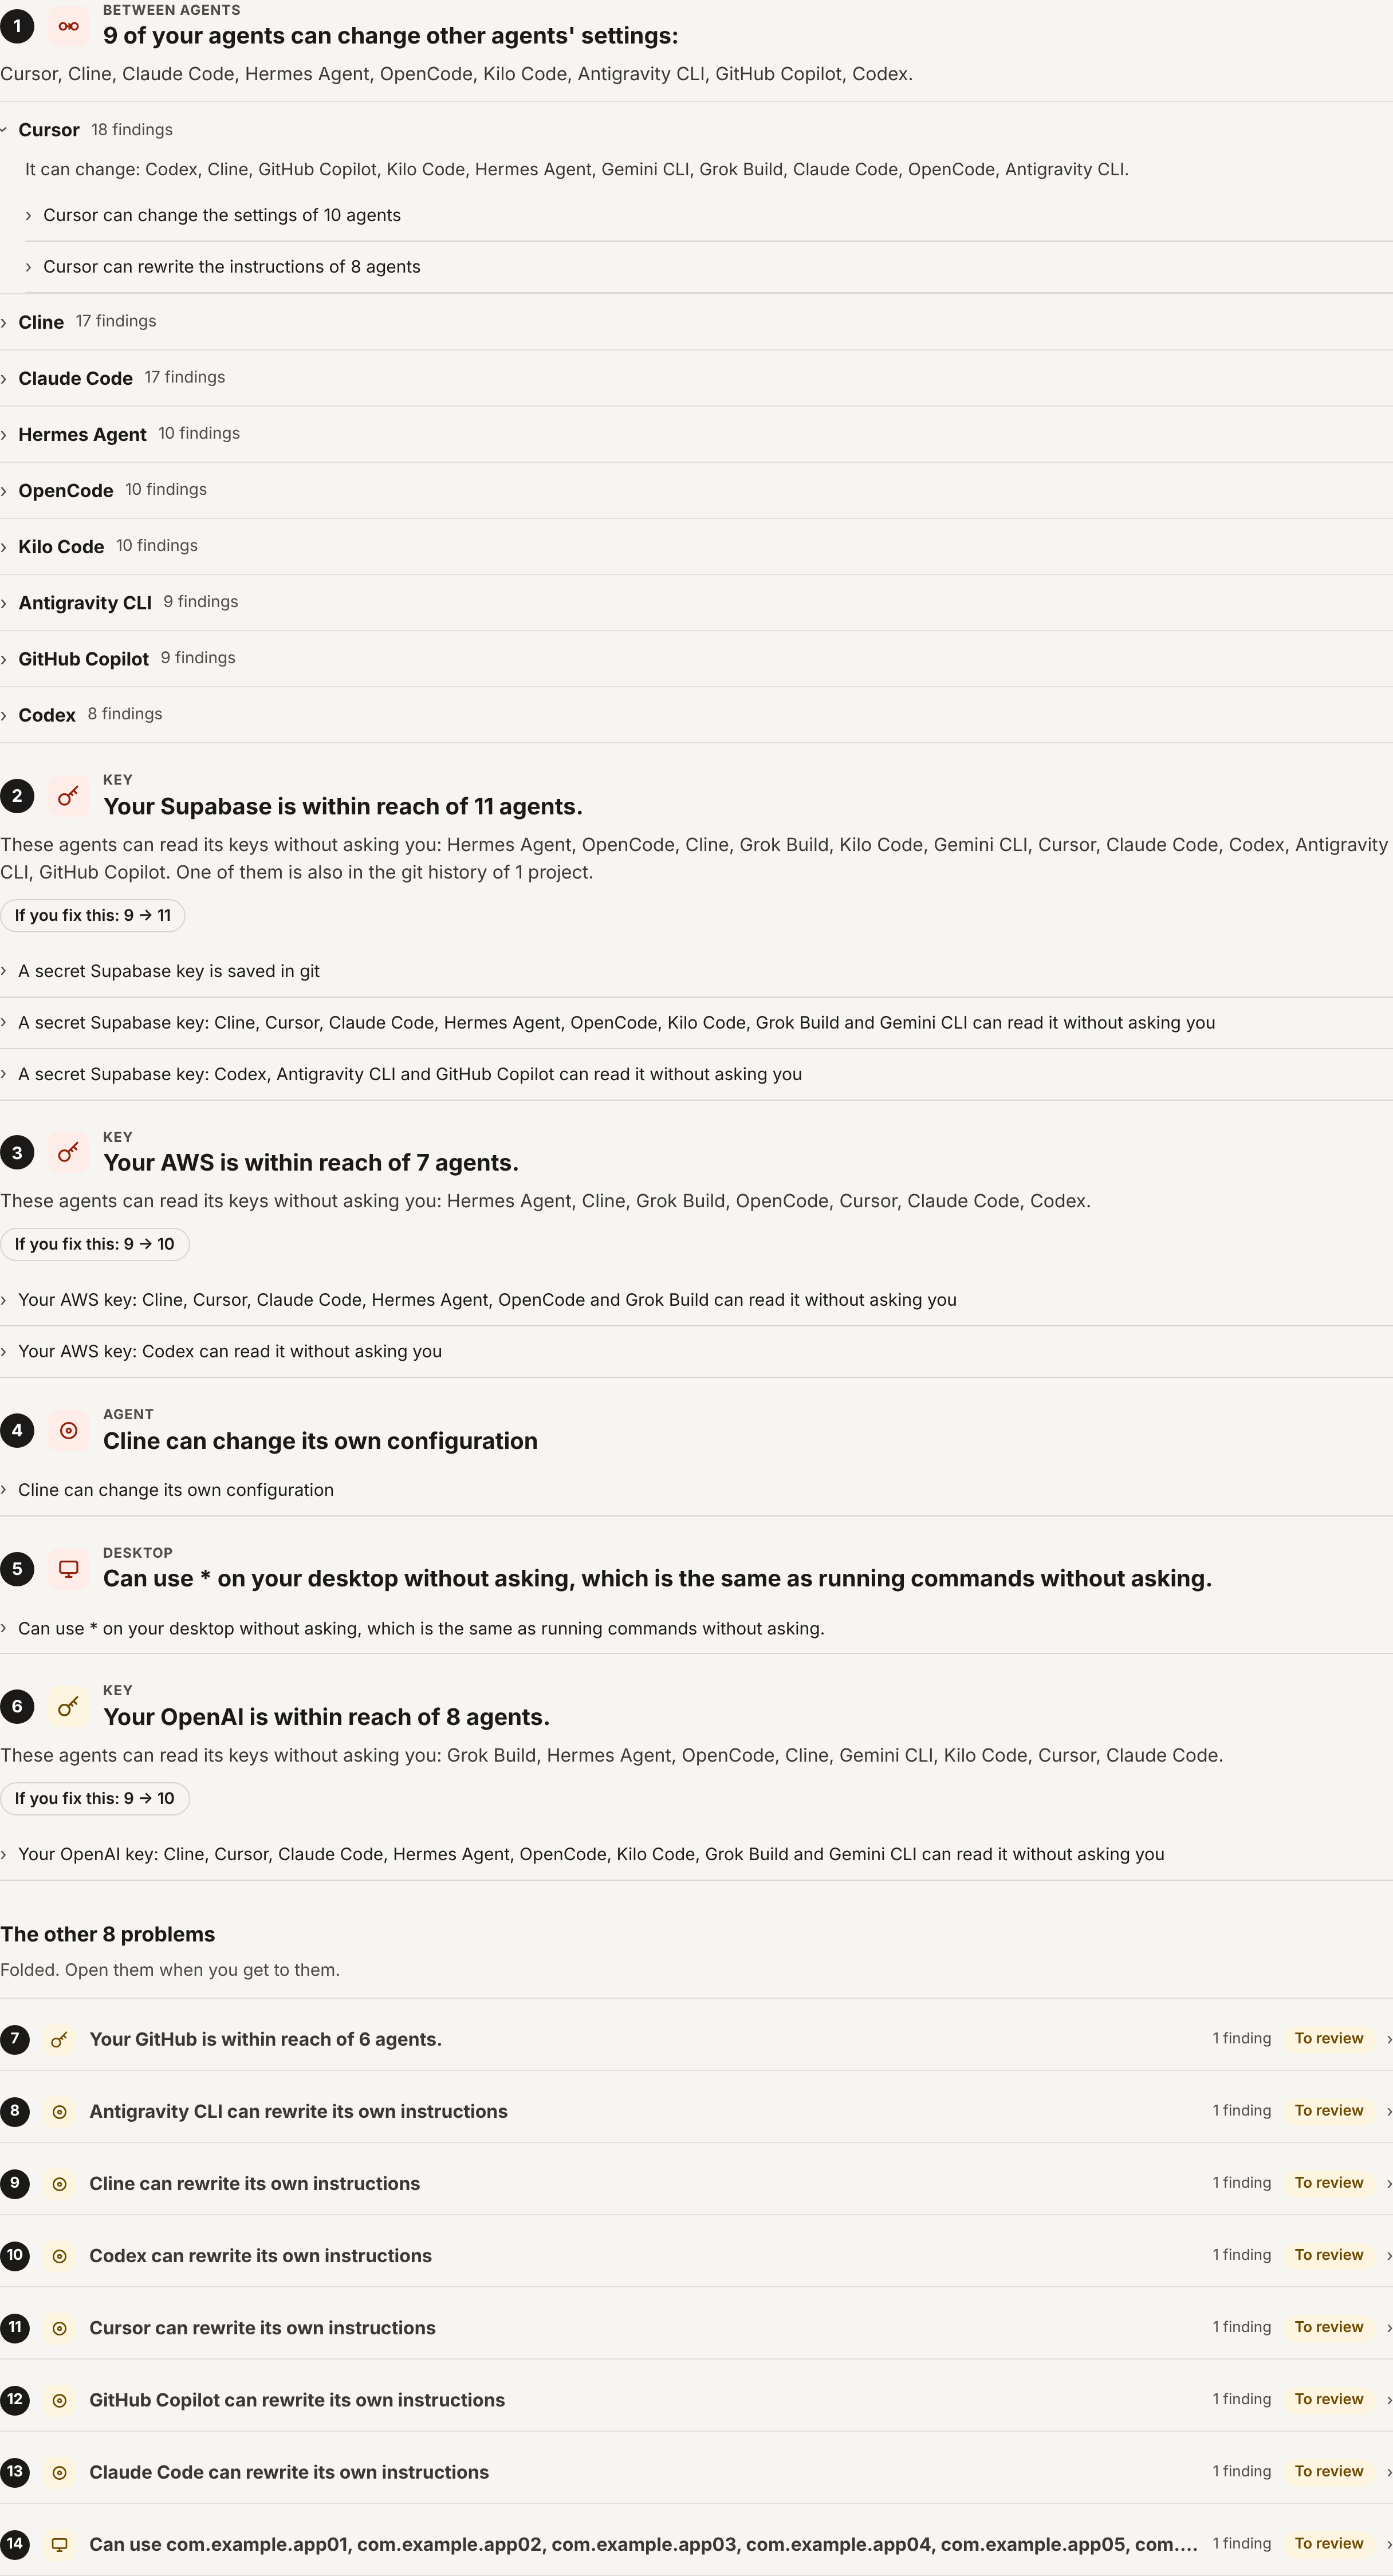 1
BETWEEN AGENTS
9 of your agents can change other agents' settings:
Cursor, Cline, Claude Code, Hermes Agent, OpenCode, Kilo Code, Antigravity CLI, GitHub Copilot, Codex.
Cursor 18 findings
It can change: Codex, Cline, GitHub Copilot, Kilo Code, Hermes Agent, Gemini CLI, Grok Build, Claude Code, OpenCode, Antigravity CLI.
Cursor can change the settings of 10 agents
Cursor can rewrite the instructions of 8 agents
Cline 17 findings
Claude Code 17 findings
Hermes Agent 10 findings
OpenCode 10 findings
Kilo Code 10 findings
Antigravity CLI 9 findings
GitHub Copilot 9 findings
Codex 8 findings
2
KEY
Your Supabase is within reach of 11 agents.
These agents can read its keys without asking you: Hermes Agent, OpenCode, Cline, Grok Build, Kilo Code, Gemini CLI, Cursor, Claude Code, Codex, Antigravity
CLI, GitHub Copilot. One of them is also in the git history of 1 project.
If you fix this: 9 → 11
A secret Supabase key is saved in git
A secret Supabase key: Cline, Cursor, Claude Code, Hermes Agent, OpenCode, Kilo Code, Grok Build and Gemini CLI can read it without asking you
A secret Supabase key: Codex, Antigravity CLI and GitHub Copilot can read it without asking you
3
KEY
Your AWS is within reach of 7 agents.
These agents can read its keys without asking you: Hermes Agent, Cline, Grok Build, OpenCode, Cursor, Claude Code, Codex.
If you fix this: 9 → 10
Your AWS key: Cline, Cursor, Claude Code, Hermes Agent, OpenCode and Grok Build can read it without asking you
Your AWS key: Codex can read it without asking you
4
AGENT
Cline can change its own configuration
Cline can change its own configuration
5
DESKTOP
Can use * on your desktop without asking, which is the same as running commands without asking.
Can use * on your desktop without asking, which is the same as running commands without asking.
6
KEY
Your OpenAI is within reach of 8 agents.
These agents can read its keys without asking you: Grok Build, Hermes Agent, OpenCode, Cline, Gemini CLI, Kilo Code, Cursor, Claude Code.
If you fix this: 9 → 10
Your OpenAI key: Cline, Cursor, Claude Code, Hermes Agent, OpenCode, Kilo Code, Grok Build and Gemini CLI can read it without asking you
The other 8 problems
Folded. Open them when you get to them.
7 Your GitHub is within reach of 6 agents. 1 finding To review
8 Antigravity CLI can rewrite its own instructions 1 finding To review
9 Cline can rewrite its own instructions 1 finding To review
10 Codex can rewrite its own instructions 1 finding To review
11 Cursor can rewrite its own instructions 1 finding To review
12 GitHub Copilot can rewrite its own instructions 1 finding To review
13 Claude Code can rewrite its own instructions 1 finding To review
14 Can use com.example.app01, com.example.app02, com.example.app03, com.example.app04, com.example.app05, com.... 1 finding To review